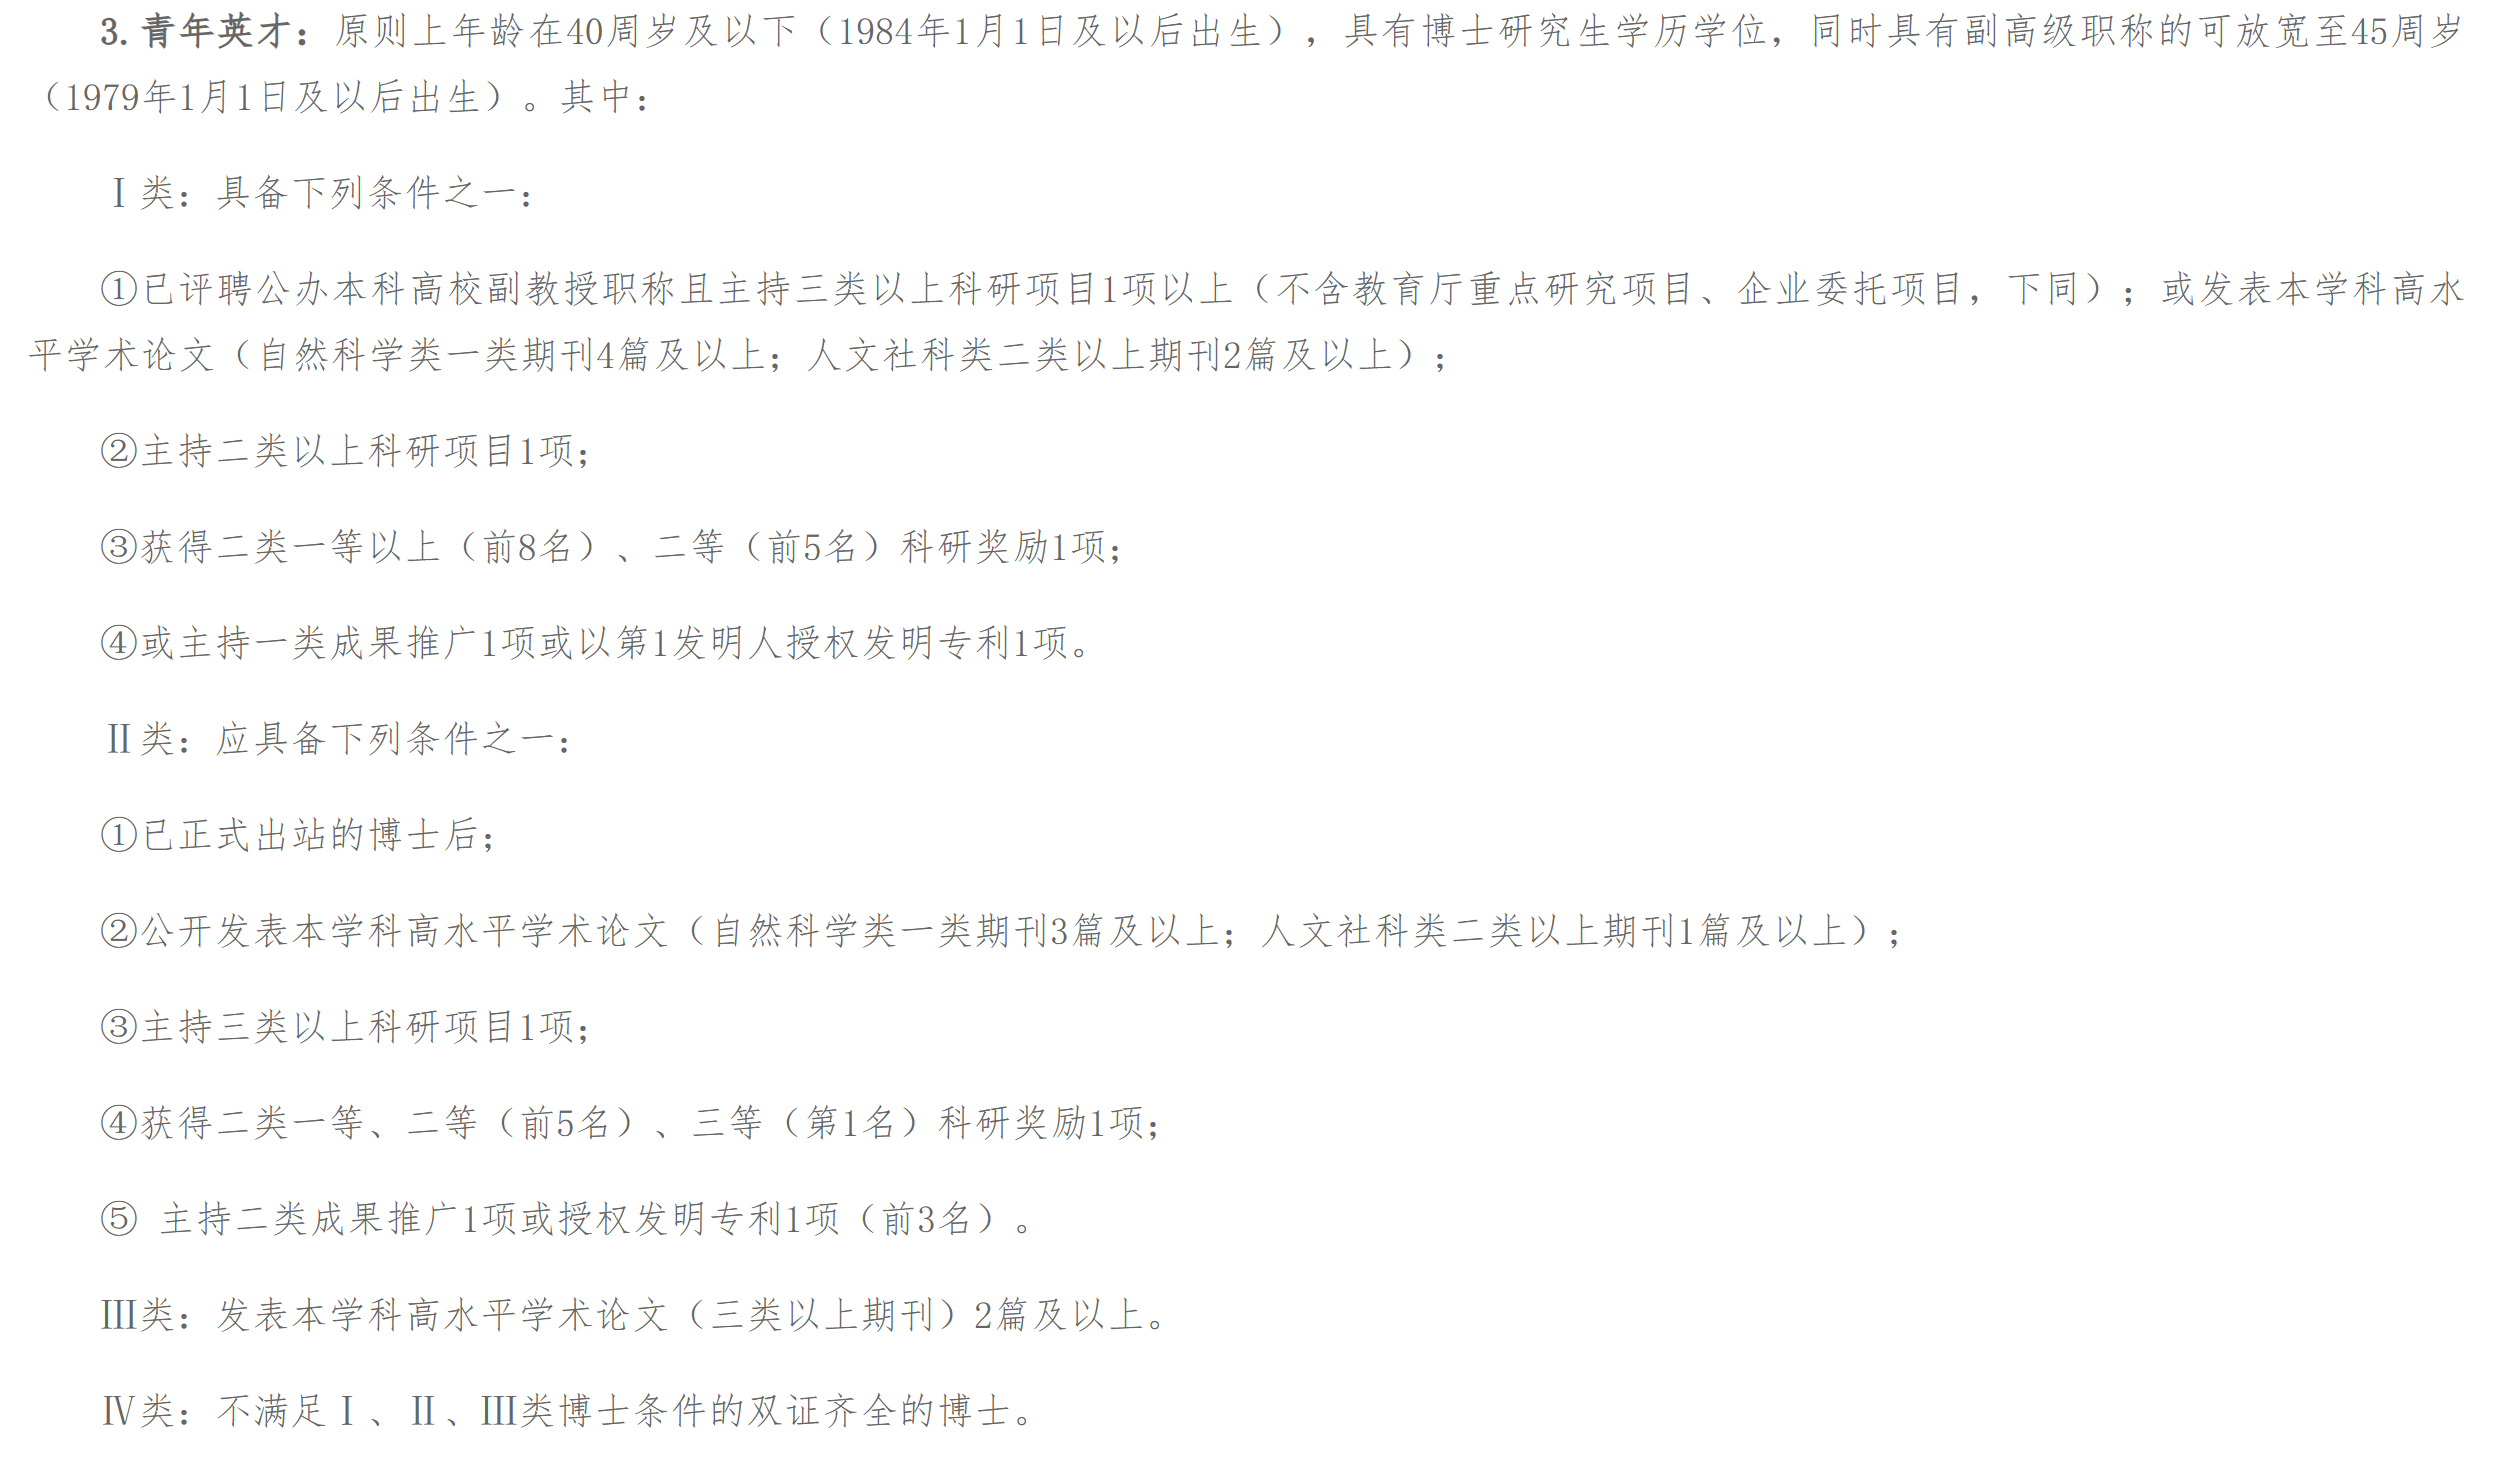 3.青年英才：原则上年龄在40周岁及以下（1984年1月1日及以后出生），具有博士研究生学历学位，同时具有副高级职称的可放宽至45周岁
（1979年1月1日及以后出生）。其中：
Ⅰ类：具备下列条件之一：
①已评聘公办本科高校副教授职称且主持三类以上科研项目1项以上（不含教育厅重点研究项目、企业委托项目，下同）；或发表本学科高水
平学术论文（自然科学类一类期刊4篇及以上；人文社科类二类以上期刊2篇及以上）；
②主持二类以上科研项目1项；
③获得二类一等以上（前8名）、二等（前5名）科研奖励1项；
④或主持一类成果推广1项或以第1发明人授权发明专利1项。
Ⅱ类：应具备下列条件之一：
①已正式出站的博士后；
②公开发表本学科高水平学术论文（自然科学类一类期刊3篇及以上；人文社科类二类以上期刊1篇及以上）；
③主持三类以上科研项目1项；
④获得二类一等、二等（前5名）、三等（第1名）科研奖励1项；
⑤ 主持二类成果推广1项或授权发明专利1项（前3名）。
Ⅲ类：发表本学科高水平学术论文（三类以上期刊）2篇及以上。
Ⅳ类：不满足Ⅰ、Ⅱ、Ⅲ类博士条件的双证齐全的博士。